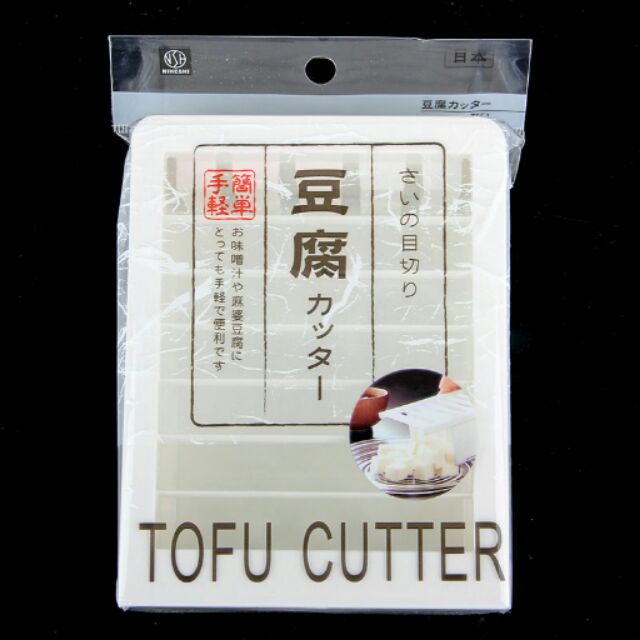 NSH
NIHESHI
日本
豆腐カッター
さいの目切り
豆腐カッター
簡単
手軽
お味噌汁や麻婆豆腐に
とっても手軽で便利です
TOFU CUTTER